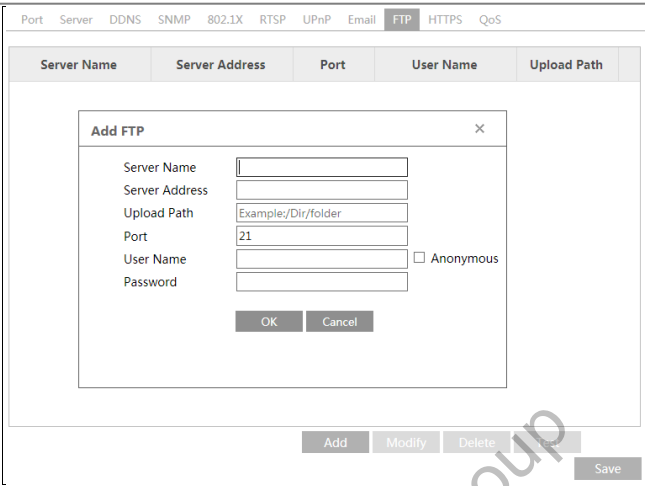 Port Server DDNS SNMP 802.1X RTSP UPnP Email FTP HTTPS QoS
Server Name Server Address Port User Name Upload Path
Add FTP ×
Server Name
Server Address
Upload Path Example:/Dir/folder
Port 21
User Name Anonymous
Password
OK Cancel
Add Modify Delete Test
Save